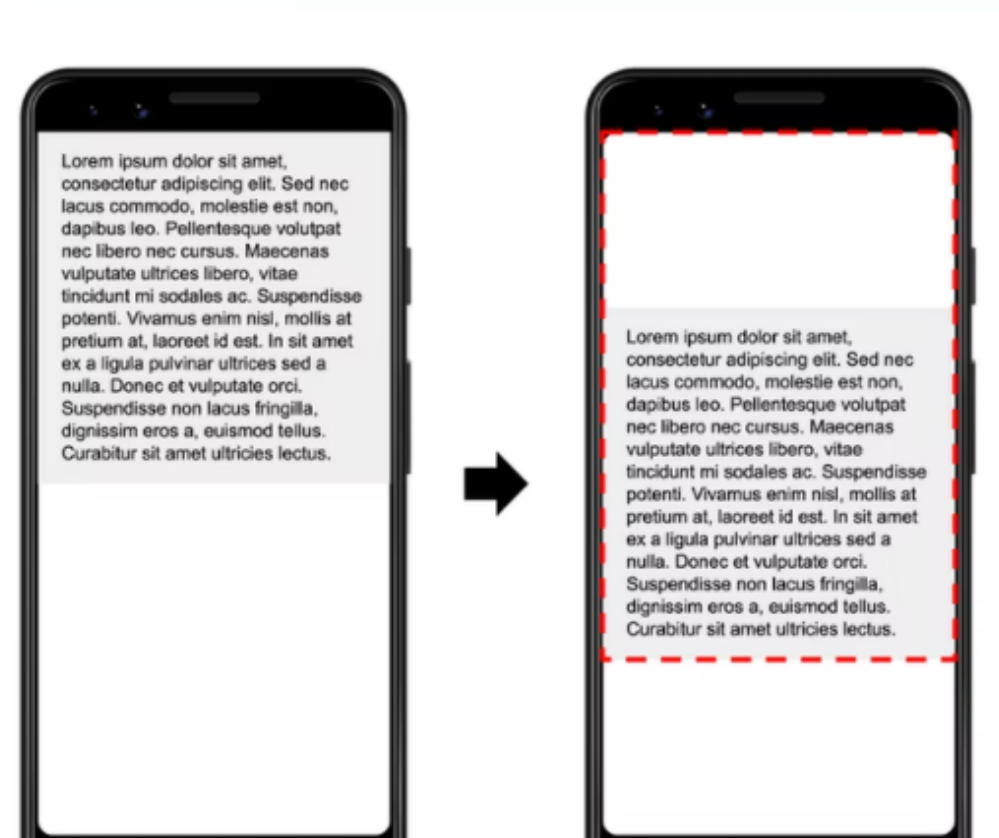 Lorem ipsum dolor sit amet,
consectetur adipiscing elit. Sed nec
lacus commodo, molestie est non,
dapibus leo. Pellentesque volutpat
nec libero nec cursus. Maecenas
vulputate ultrices libero, vitae
tincidunt mi sodales ac. Suspendisse
potenti. Vivamus enim nisl, mollis at
pretium at, laoreet id est. In sit amet
ex a ligula pulvinar ultrices sed a
nulla. Donec et vulputate orci.
Suspendisse non lacus fringilla,
dignissim eros a, euismod tellus.
Curabitur sit amet ultricies lectus.
Lorem ipsum dolor sit amet,
consectetur adipiscing elit. Sed nec
lacus commodo, molestie est non,
dapibus leo. Pellentesque volutpat
nec libero nec cursus. Maecenas
vulputate ultrices libero, vitae
tincidunt mi sodales ac. Suspendisse
potenti. Vivamus enim nisl, mollis at
pretium at, laoreet id est. In sit amet
ex a ligula pulvinar ultrices sed a
nulla. Donec et vulputate orci.
Suspendisse non lacus fringilla,
dignissim eros a, euismod tellus.
Curabitur sit amet ultricies lectus.